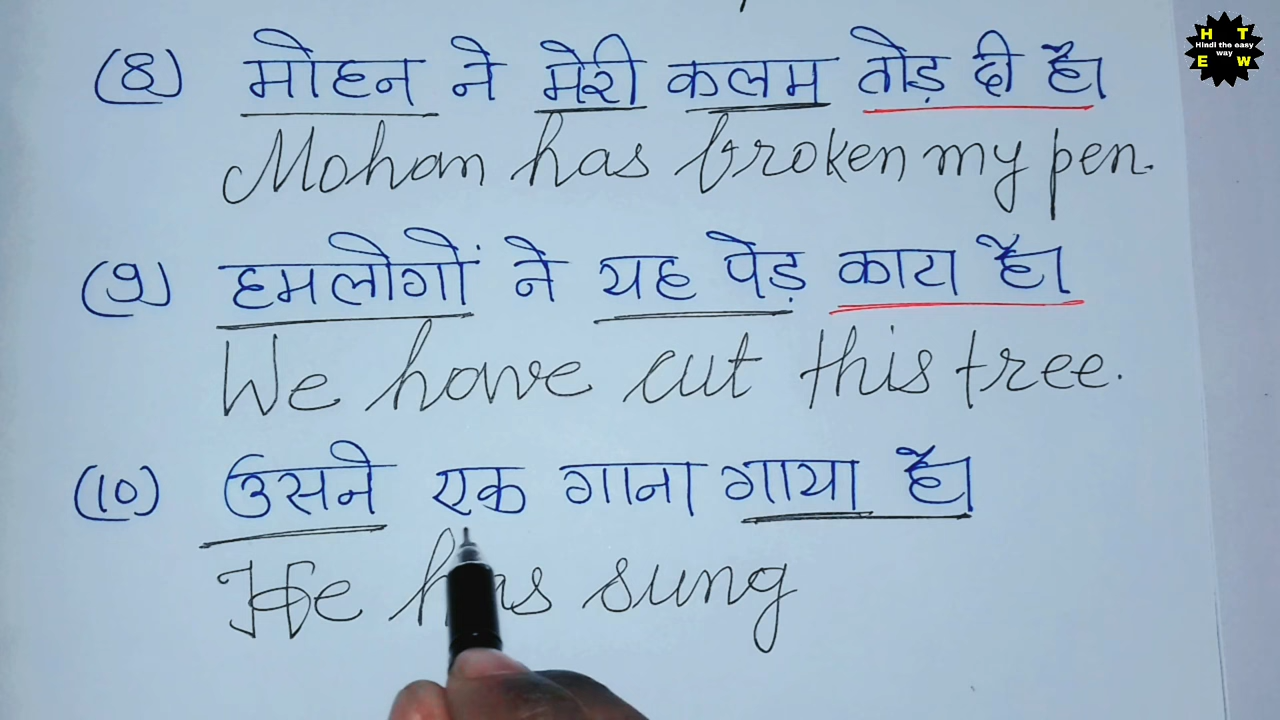 H T
Hindi the easy
way
E W
(8) मोहन ने मेरी कलम तोड़ दी है।
Mohan has broken my pen.
(9) हमलोगों ने यह पेड़ काटा है।
We have cut this tree.
(10) उसने एक गाना गाया है।
He has sung